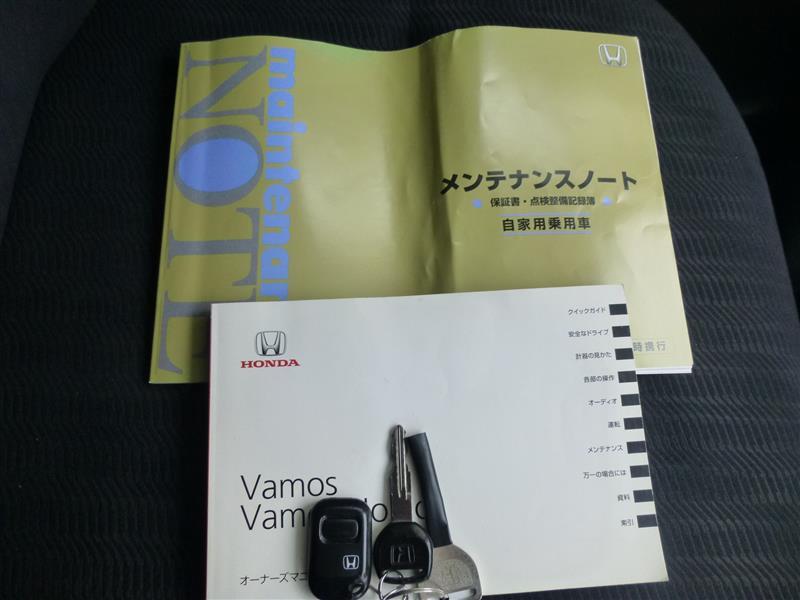 maintenan
NOTE
メンテナンスノート
保証書・点検整備記録簿
自家用乗用車
時携行
HONDA
クイックガイド
安全なドライブ
計器の見かた
各部の操作
オーディオ
運転
メンテナンス
万一の場合には
資料
索引
Vamos
Vam
オーナーズマニ